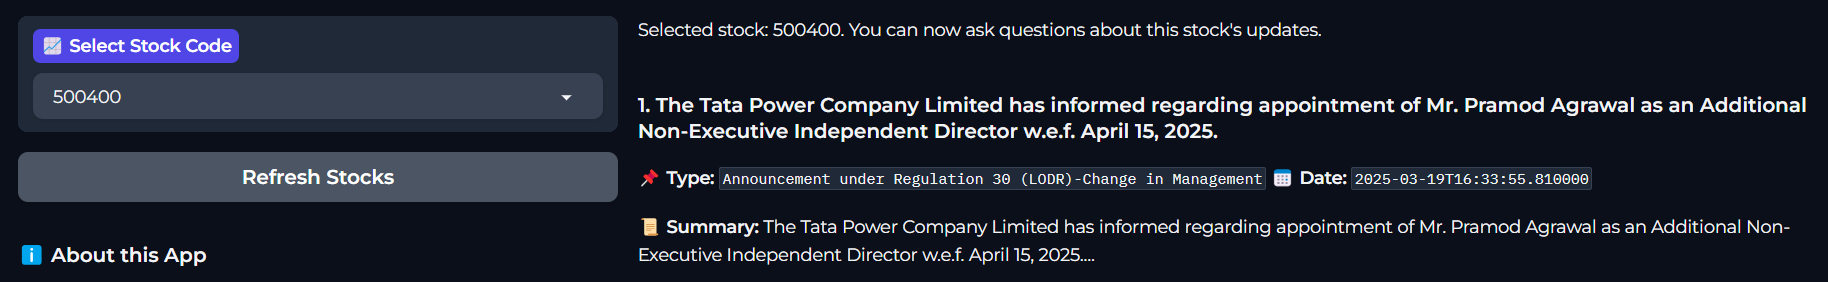 Select Stock Code
500400
Refresh Stocks
About this App
Selected stock: 500400. You can now ask questions about this stock's updates.
1. The Tata Power Company Limited has informed regarding appointment of Mr. Pramod Agrawal as an Additional
Non-Executive Independent Director w.e.f. April 15, 2025.
Type: Announcement under Regulation 30 (LODR)-Change in Management Date: 2025-03-19T16:33:55.810000
Summary: The Tata Power Company Limited has informed regarding appointment of Mr. Pramod Agrawal as an Additional Non-
Executive Independent Director w.e.f. April 15, 2025....